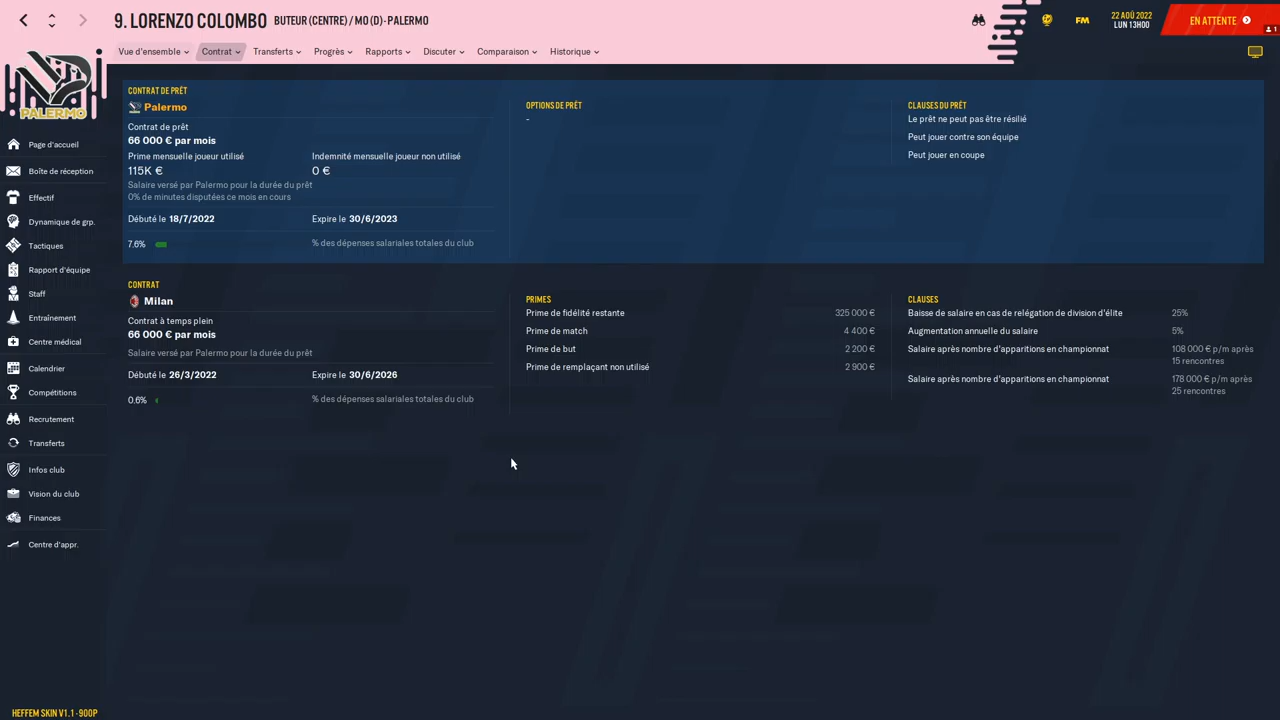 9. LORENZO COLOMBO BUTEUR (CENTRE) / MO (D) - PALERMO
22 AOÛ 2022
LUN 13H00
FM
EN ATTENTE
1
Vue d'ensemble Contrat Transferts Progrès Rapports Discuter Comparaison Historique
PALERMO
Page d'accueil
Boîte de réception
Effectif
Dynamique de grp.
Tactiques
Rapport d'équipe
Staff
Entraînement
Centre médical
Calendrier
Compétitions
Recrutement
Transferts
Infos club
Vision du club
Finances
Centre d'appr.
CONTRAT DE PRÊT
Palermo
Contrat de prêt
66 000 € par mois
Prime mensuelle joueur utilisé Indemnité mensuelle joueur non utilisé
115K € 0 €
Salaire versé par Palermo pour la durée du prêt
0% de minutes disputées ce mois en cours
Débuté le 18/7/2022 Expire le 30/6/2023
7.6% % des dépenses salariales totales du club
OPTIONS DE PRÊT
-
CLAUSES DU PRÊT
Le prêt ne peut pas être résilié
Peut jouer contre son équipe
Peut jouer en coupe
CONTRAT
Milan
Contrat à temps plein
66 000 € par mois
Salaire versé par Palermo pour la durée du prêt
Débuté le 26/3/2022 Expire le 30/6/2026
0.6% % des dépenses salariales totales du club
PRIMES
Prime de fidélité restante 325 000 €
Prime de match 4 400 €
Prime de but 2 200 €
Prime de remplaçant non utilisé 2 900 €
CLAUSES
Baisse de salaire en cas de relégation de division d'élite 25%
Augmentation annuelle du salaire 5%
Salaire après nombre d'apparitions en championnat 108 000 € p/m après
15 rencontres
Salaire après nombre d'apparitions en championnat 178 000 € p/m après
25 rencontres
HEFFEM SKIN V1.1 - 900P